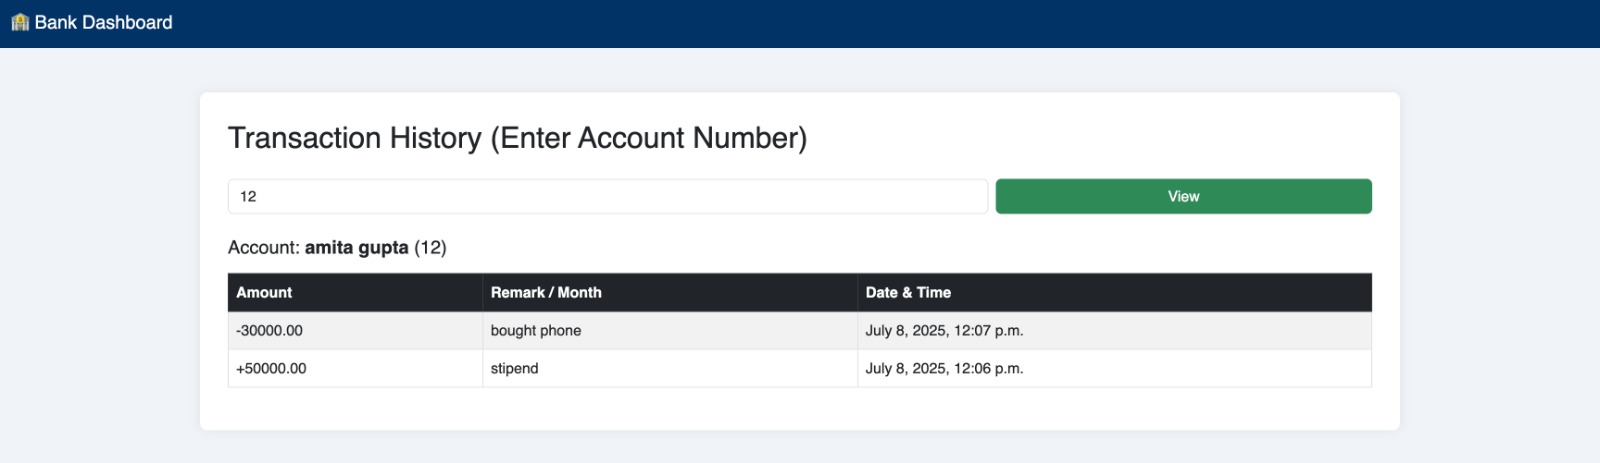 Bank Dashboard
Transaction History (Enter Account Number)
12 View
Account: amita gupta (12)
Amount Remark / Month Date & Time
-30000.00 bought phone July 8, 2025, 12:07 p.m.
+50000.00 stipend July 8, 2025, 12:06 p.m.